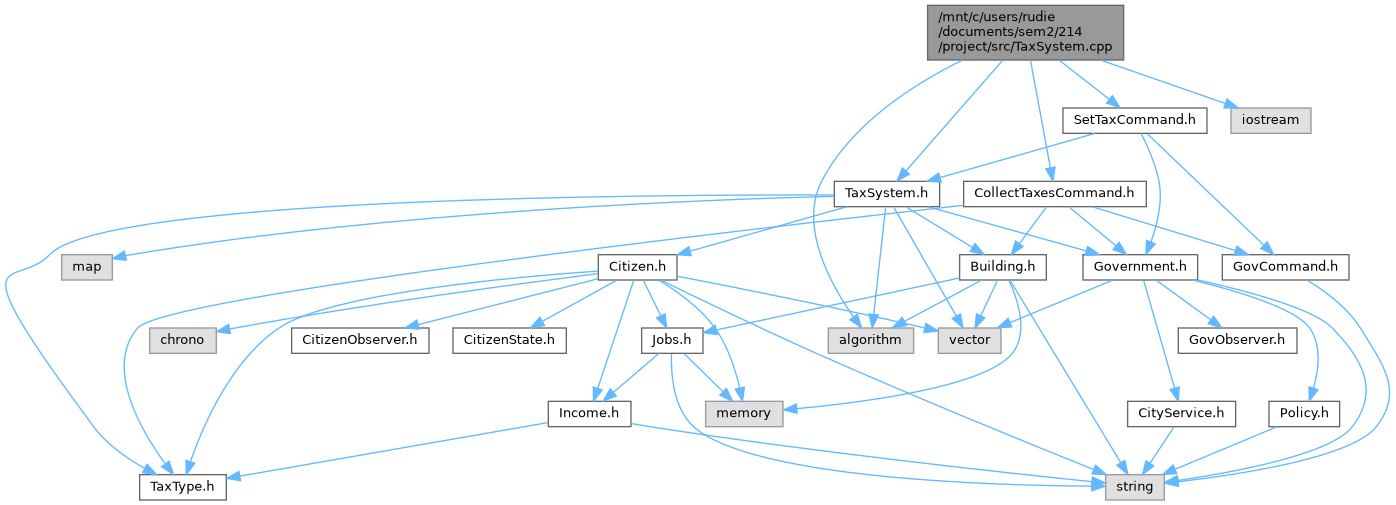 /mnt/c/users/rudie
/documents/sem2/214
/project/src/TaxSystem.cpp
SetTaxCommand.h
iostream
TaxSystem.h
CollectTaxesCommand.h
map
Citizen.h
Building.h
Government.h
GovCommand.h
chrono
CitizenObserver.h
CitizenState.h
Jobs.h
algorithm
vector
GovObserver.h
Income.h
memory
CityService.h
Policy.h
TaxType.h
string